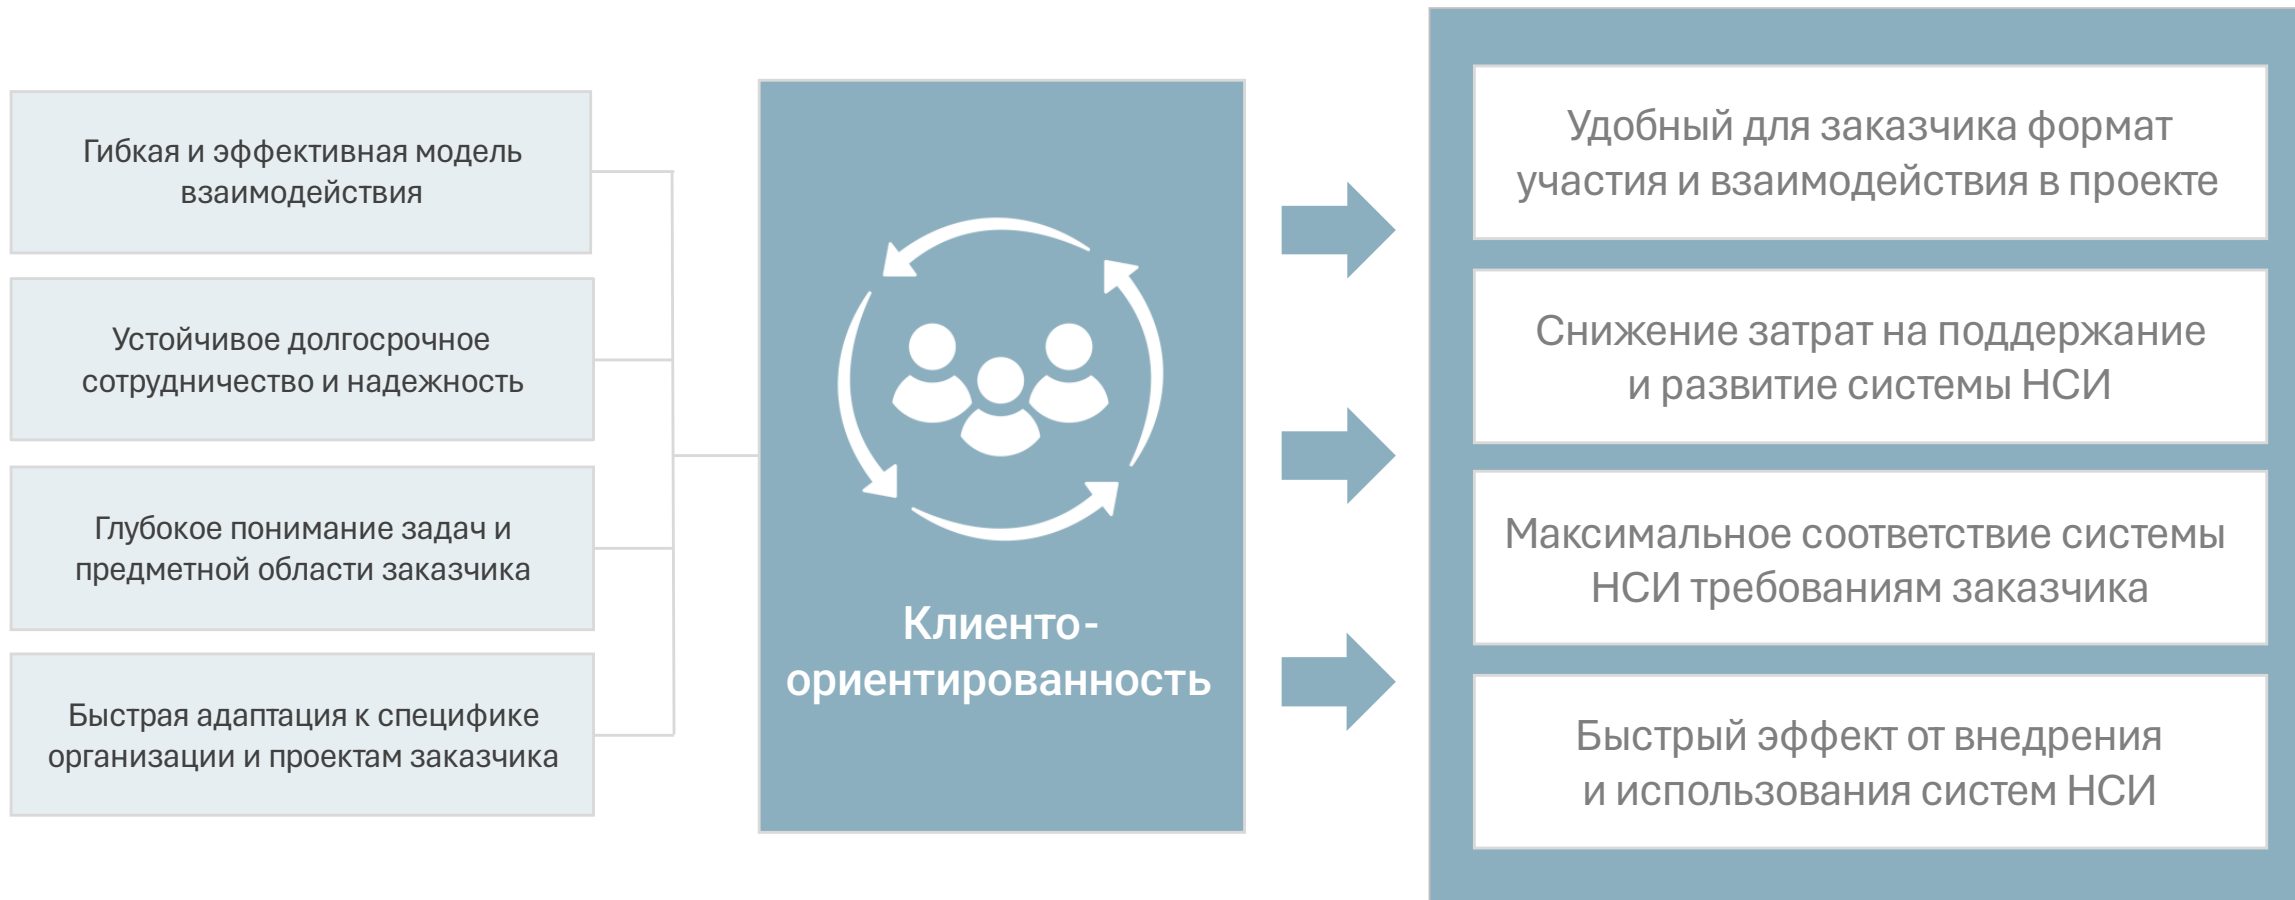 Гибкая и эффективная модель
взаимодействия
Устойчивое долгосрочное
сотрудничество и надежность
Глубокое понимание задач и
предметной области заказчика
Быстрая адаптация к специфике
организации и проектам заказчика
Клиенто-
ориентированность
Удобный для заказчика формат
участия и взаимодействия в проекте
Снижение затрат на поддержание
и развитие системы НСИ
Максимальное соответствие системы
НСИ требованиям заказчика
Быстрый эффект от внедрения
и использования систем НСИ